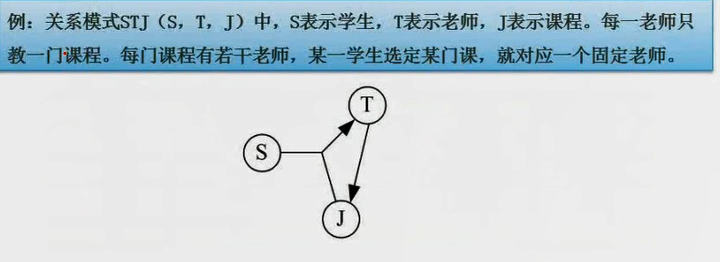 例：关系模式STJ（S，T，J）中，S表示学生，T表示老师，J表示课程。每一老师只
教一门课程。每门课程有若干老师，某一学生选定某门课，就对应一个固定老师。
T
S
J